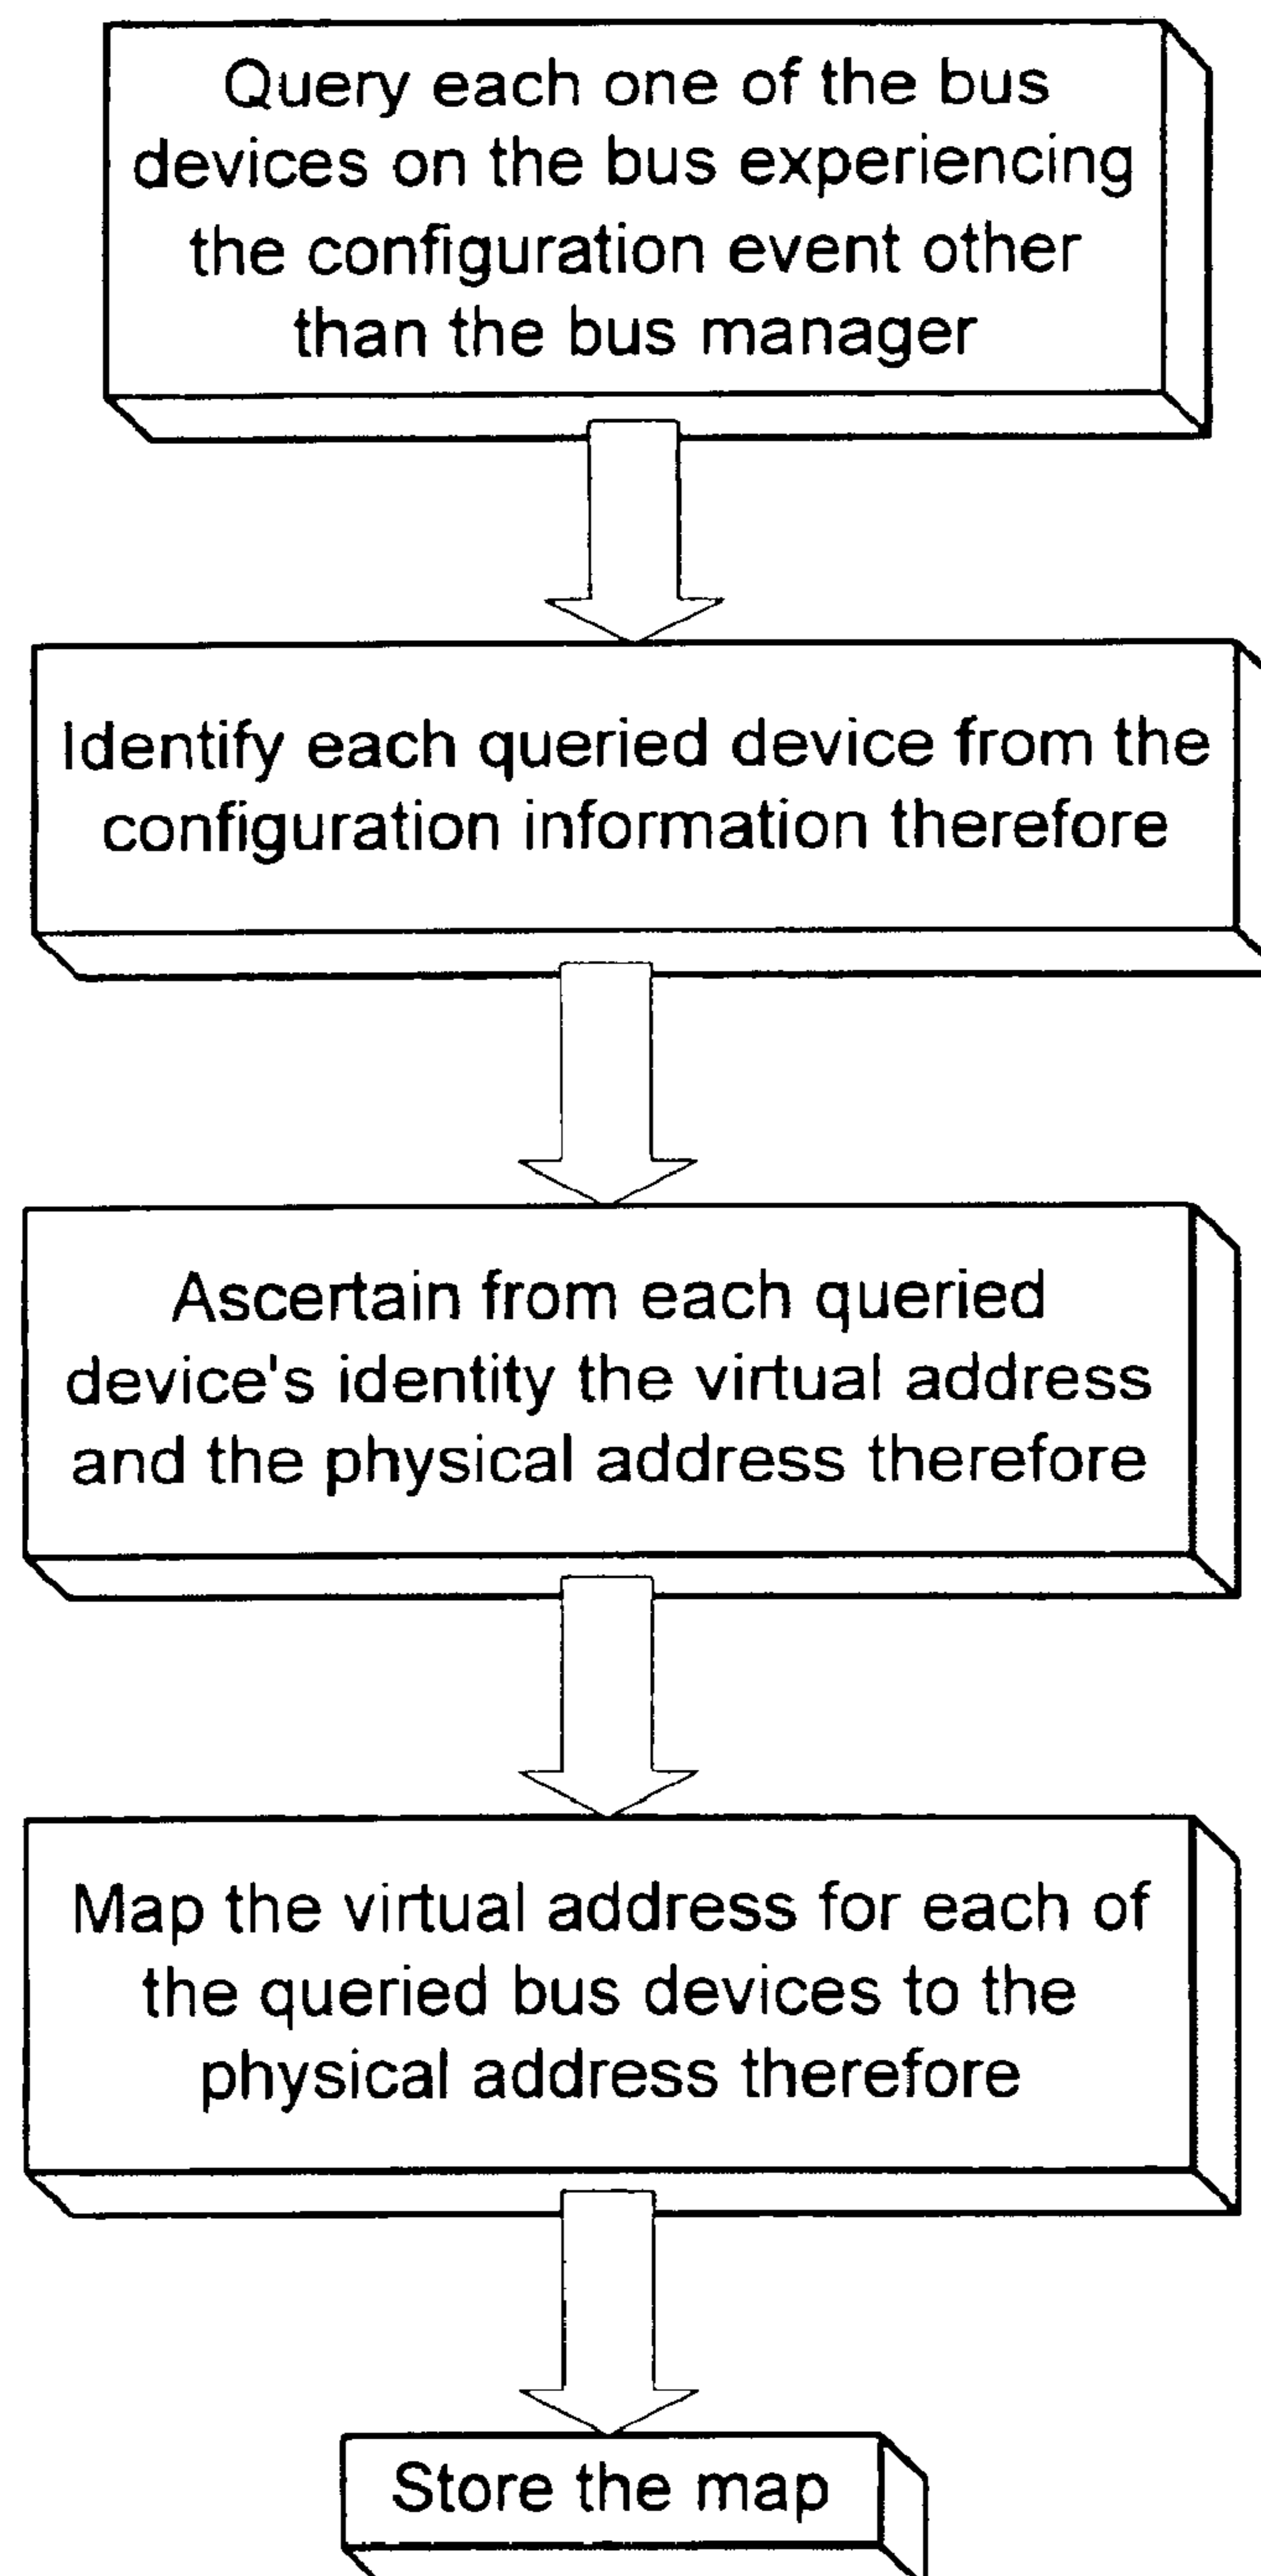 Query each one of the bus
devices on the bus experiencing
the configuration event other
than the bus manager
Identify each queried device from the
configuration information therefore
Ascertain from each queried
device's identity the virtual address
and the physical address therefore
Map the virtual address for each of
the queried bus devices to the
physical address therefore
Store the map